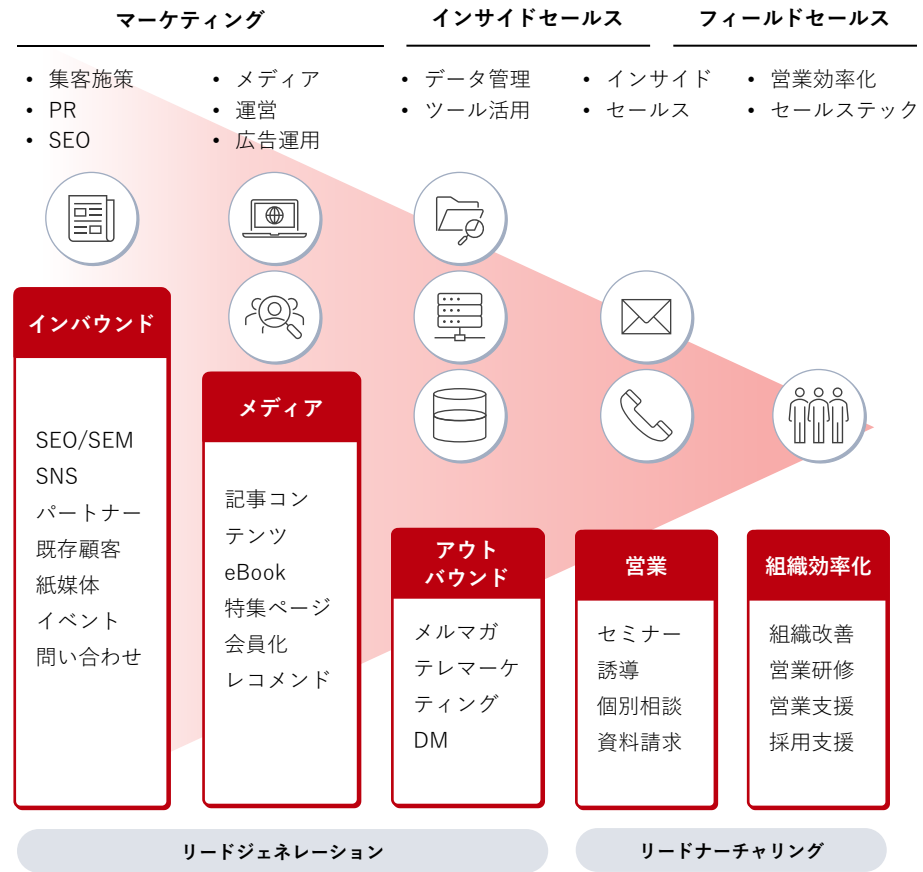 マーケティング
インサイドセールス
フィールドセールス
• 集客施策
• PR
• SEO
• メディア
• 運営
• 広告運用
• データ管理
• ツール活用
• インサイド
• セールス
• 営業効率化
• セールステック
インバウンド
SEO/SEM
SNS
パートナー
既存顧客
紙媒体
イベント
問い合わせ
メディア
記事コン
テンツ
eBook
特集ページ
会員化
レコメンド
アウト
バウンド
メルマガ
テレマーケ
ティング
DM
営業
セミナー
誘導
個別相談
資料請求
組織効率化
組織改善
営業研修
営業支援
採用支援
リードジェネレーション
リードナーチャリング